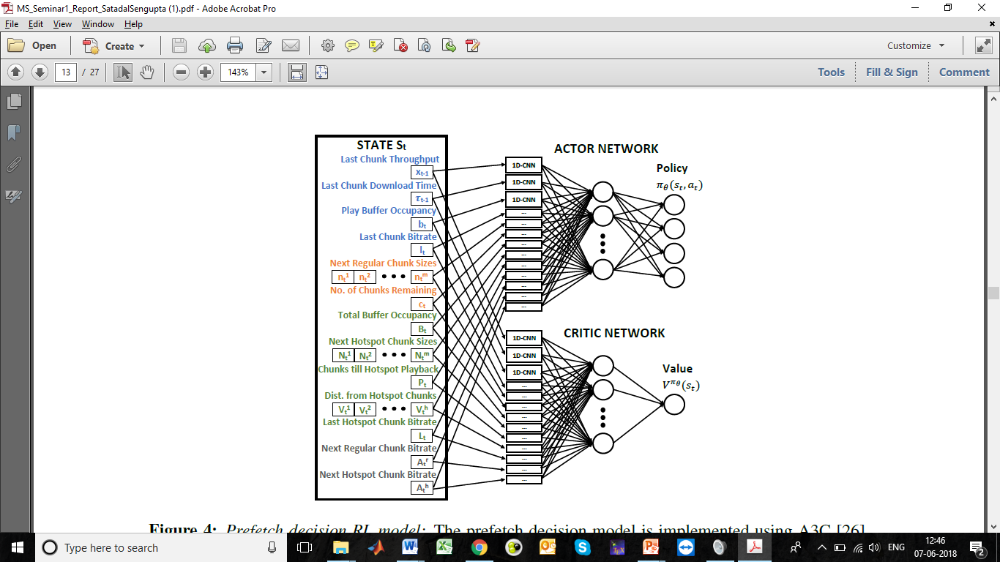 MS_Seminar1_Report_SatadalSengupta (1).pdf - Adobe Acrobat Pro
File Edit View Window Help
Open Create Customize
13 / 27 143% Tools Fill & Sign Comment
STATE Sₜ
Last Chunk Throughput
xₜ₋₁
Last Chunk Download Time
τₜ₋₁
Play Buffer Occupancy
bₜ
Last Chunk Bitrate
lₜ
Next Regular Chunk Sizes
nₜ¹ nₜ² • • • nₜᵐ
No. of Chunks Remaining
cₜ
Total Buffer Occupancy
Bₜ
Next Hotspot Chunk Sizes
Nₜ¹ Nₜ² • • • Nₜᵐ
Chunks till Hotspot Playback
Pₜ
Dist. from Hotspot Chunks
Vₜ¹ Vₜ² • • • Vₜʰ
Last Hotspot Chunk Bitrate
Lₜ
Next Regular Chunk Bitrate
Aₜʳ
Next Hotspot Chunk Bitrate
Aₜʰ
ACTOR NETWORK
1D-CNN
1D-CNN
1D-CNN
...
...
...
...
...
...
...
...
...
...
Policy
π_θ(sₜ, aₜ)
CRITIC NETWORK
1D-CNN
1D-CNN
1D-CNN
...
...
...
...
...
...
...
...
...
...
Value
V^{π_θ}(sₜ)
Figure 4: Prefetch decision RL model: The prefetch decision model is implemented using A3C [26].
Type here to search
ENG
12:46
07-06-2018
2